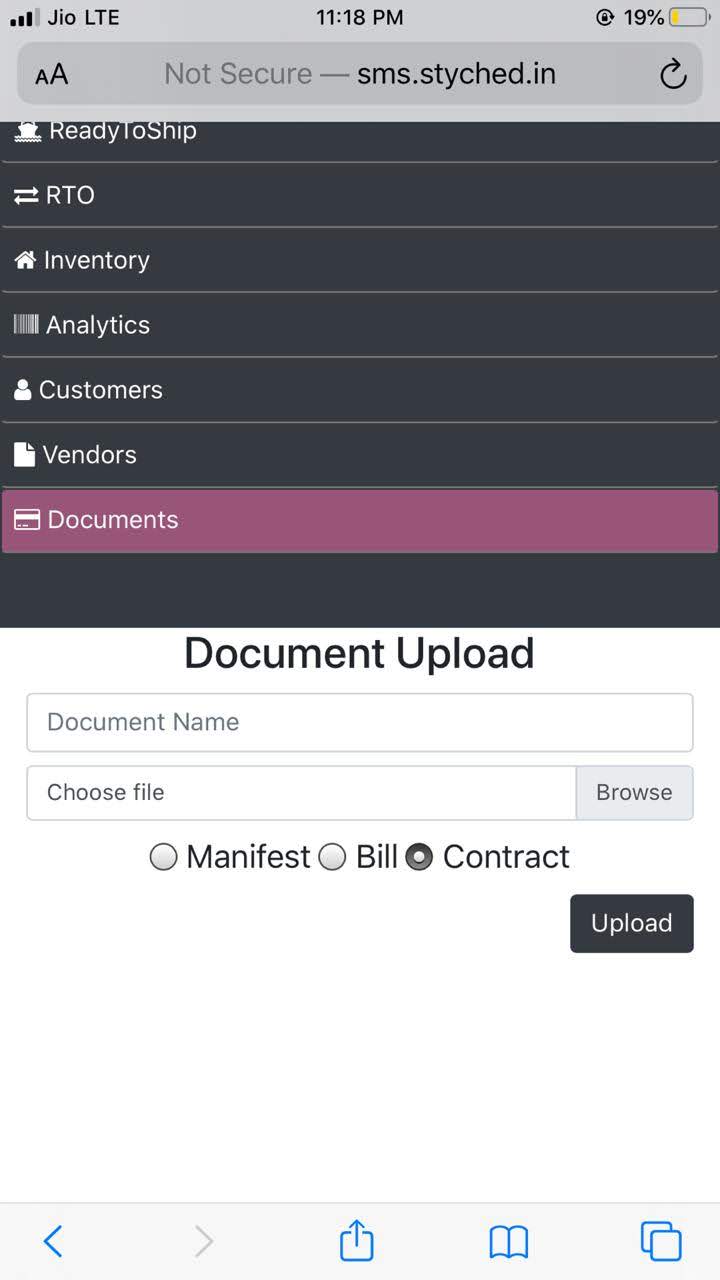 Jio LTE 11:18 PM 19%
AA Not Secure — sms.styched.in
ReadyToShip
RTO
Inventory
Analytics
Customers
Vendors
Documents
Document Upload
Document Name
Choose file Browse
Manifest Bill Contract
Upload